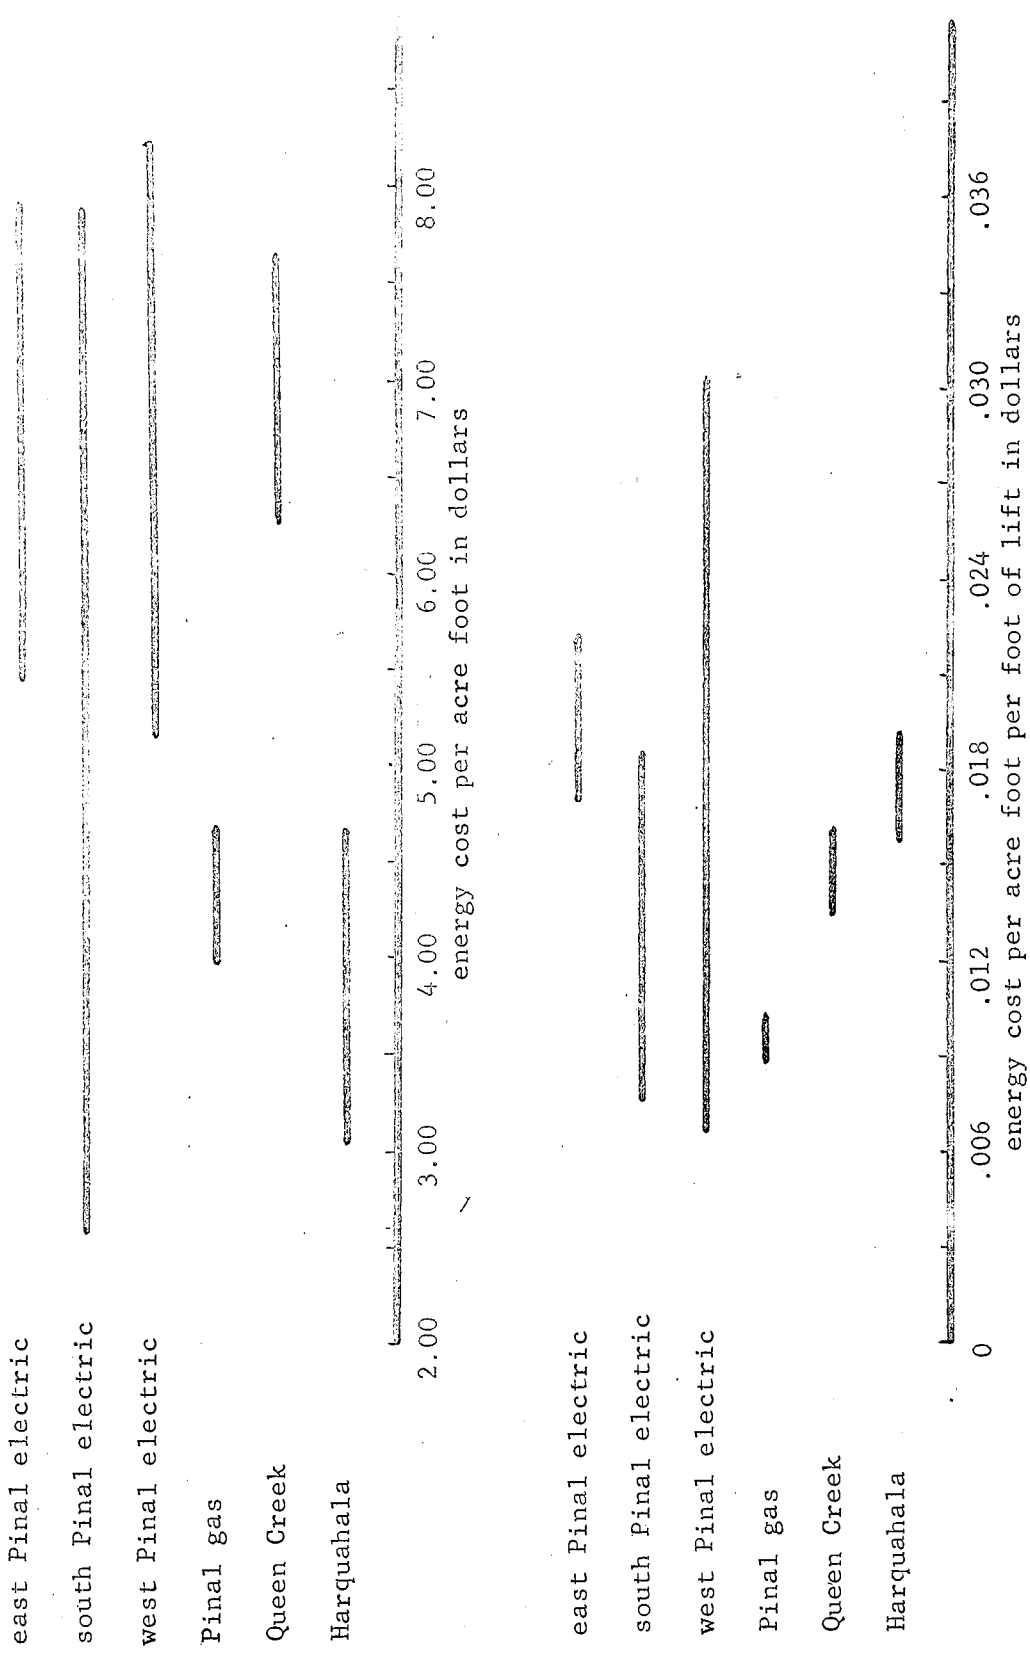 east Pinal electric
south Pinal electric
west Pinal electric
Pinal gas
Queen Creek
Harquahala
2.00 3.00 4.00 5.00 6.00 7.00 8.00
energy cost per acre foot in dollars
east Pinal electric
south Pinal electric
west Pinal electric
Pinal gas
Queen Creek
Harquahala
0 .006 .012 .018 .024 .030 .036
energy cost per acre foot per foot of lift in dollars